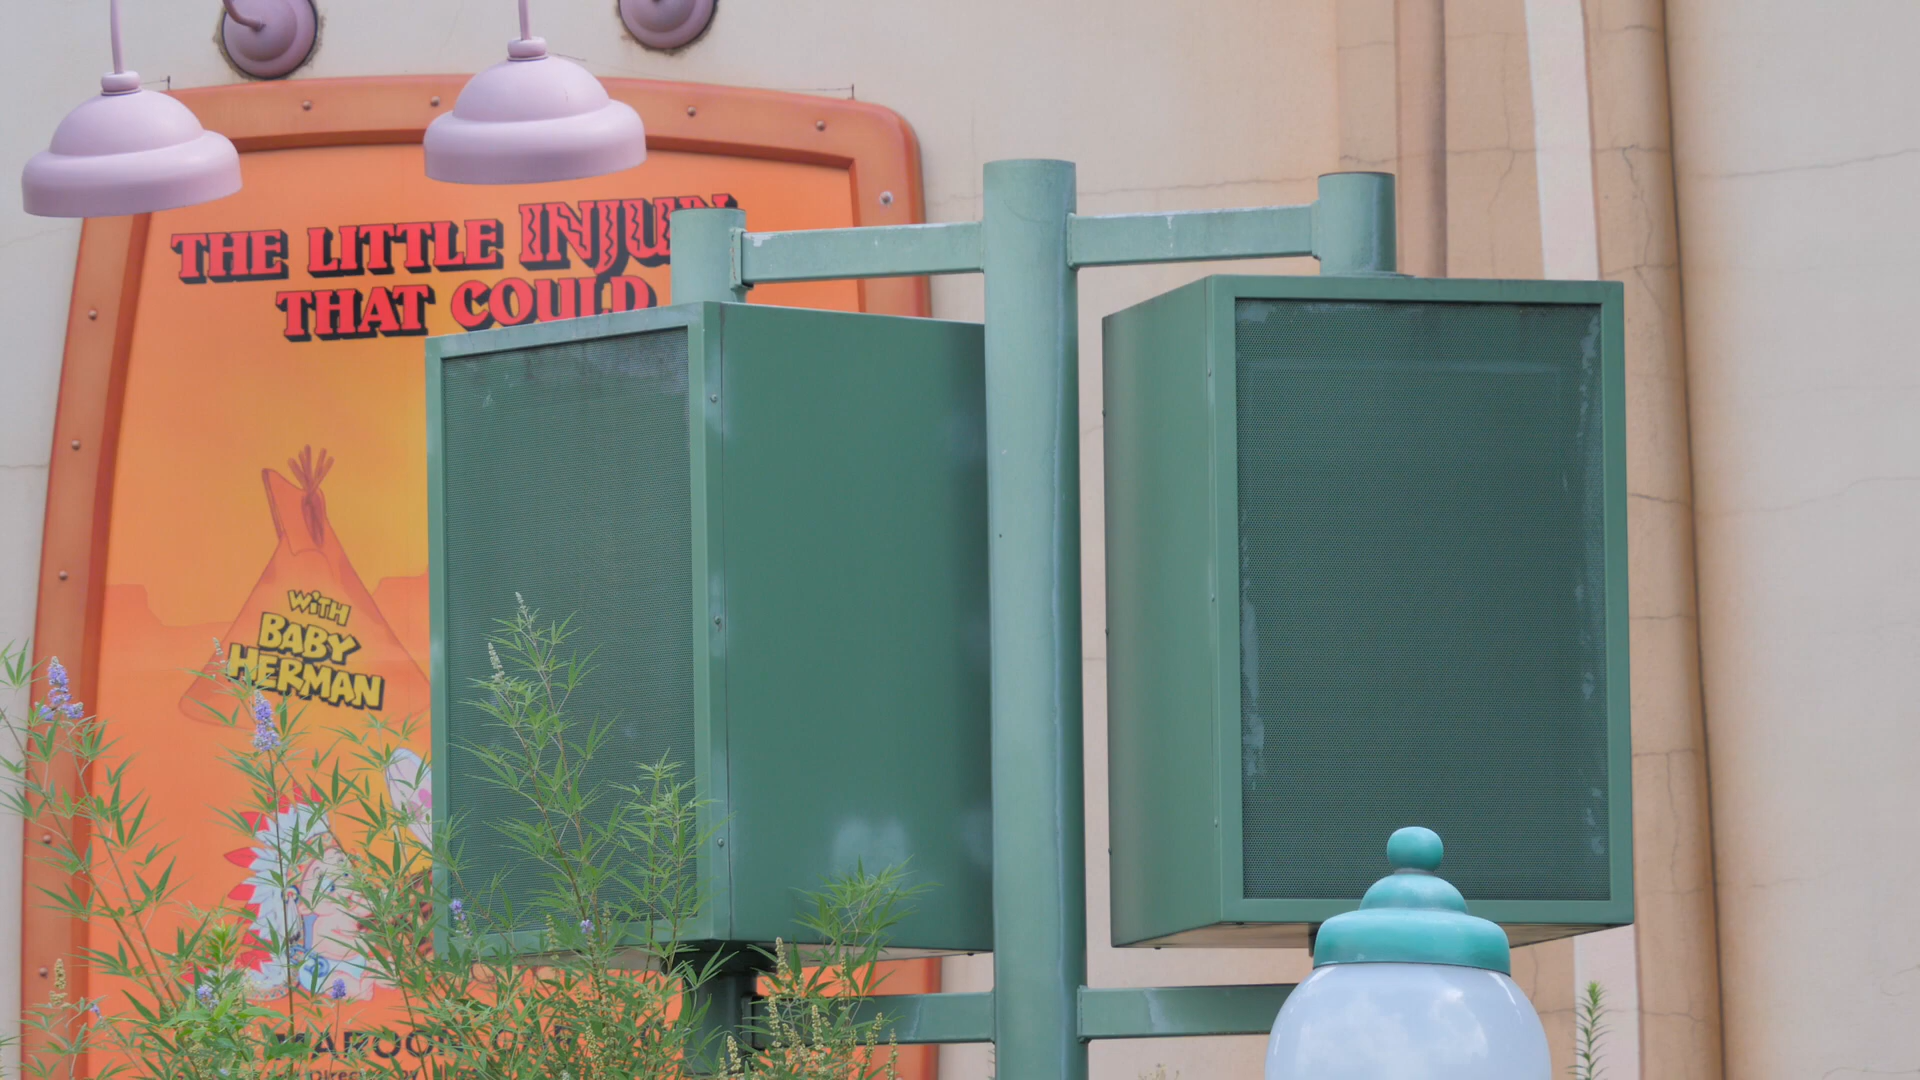 THE LITTLE INJUN
THAT COULD
WITH
BABY
HERMAN
MAROON